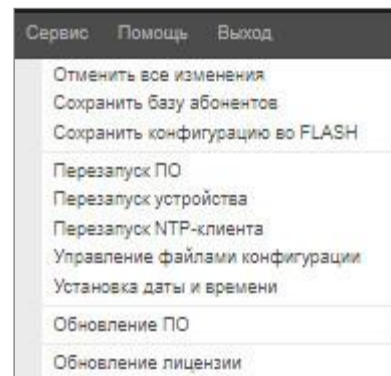 Сервис Помощь Выход
Отменить все изменения
Сохранить базу абонентов
Сохранить конфигурацию во FLASH
Перезапуск ПО
Перезапуск устройства
Перезапуск NTP-клиента
Управление файлами конфигурации
Установка даты и времени
Обновление ПО
Обновление лицензии